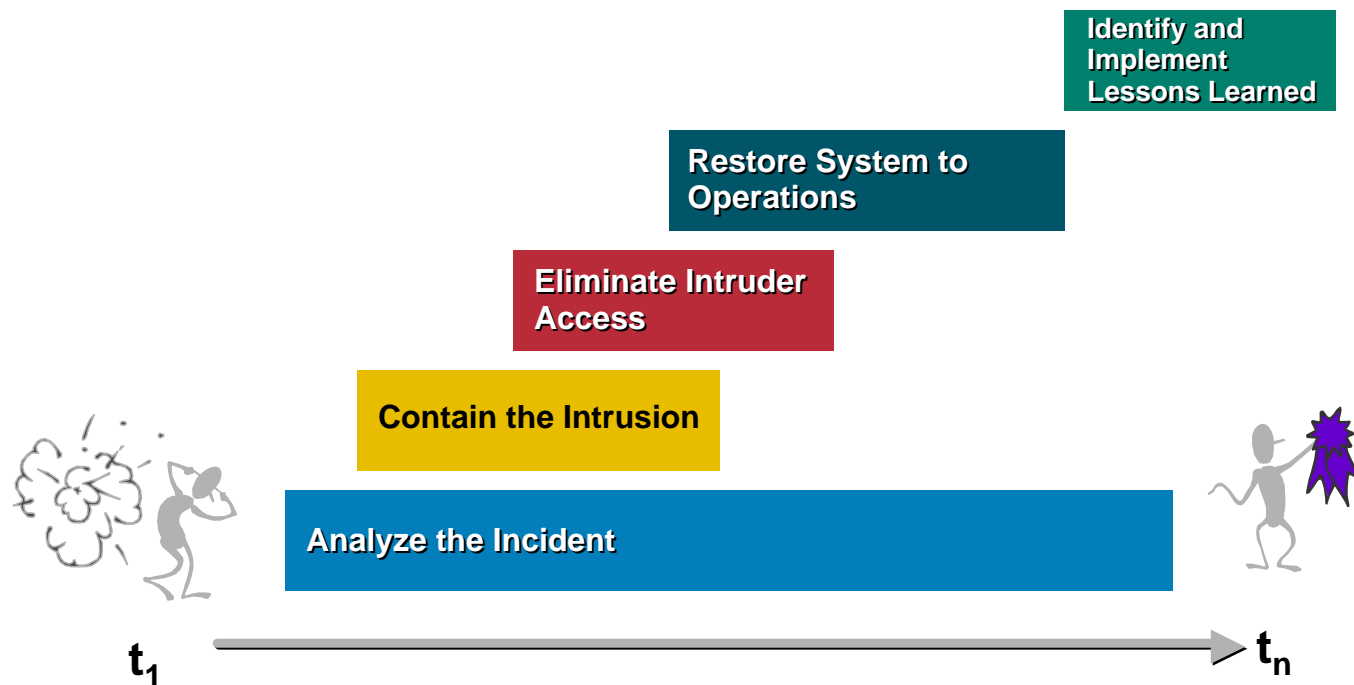 Identify and
Implement
Lessons Learned
Restore System to
Operations
Eliminate Intruder
Access
Contain the Intrusion
Analyze the Incident
t₁
tₙ